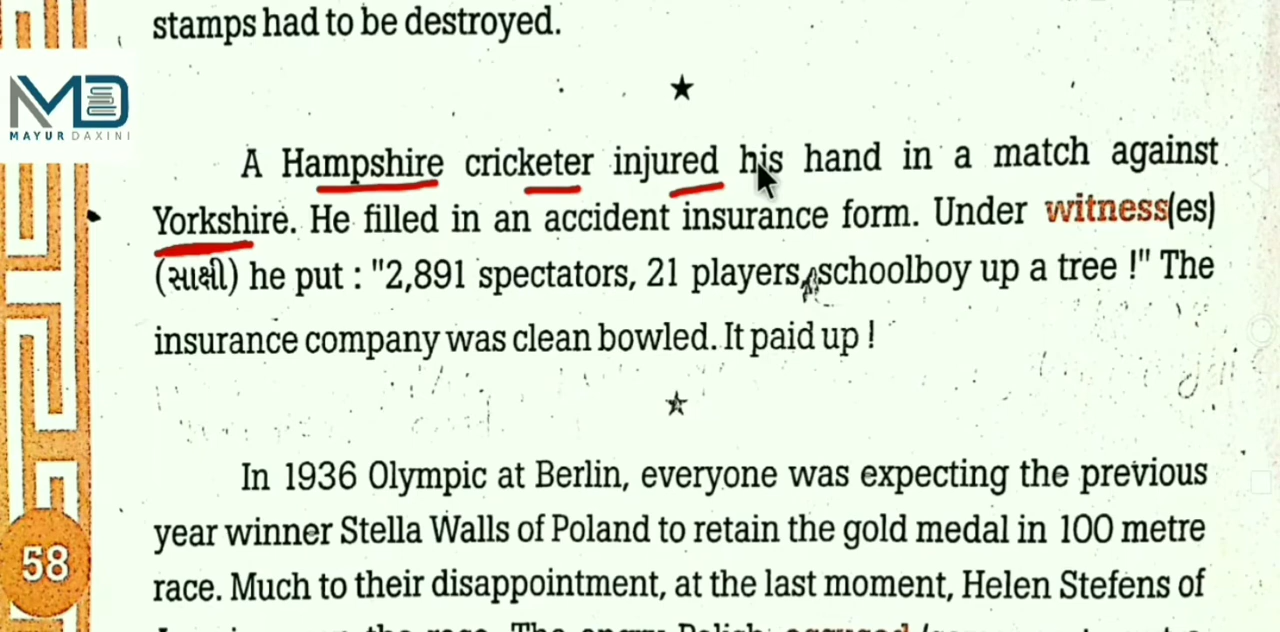 stamps had to be destroyed.
MD
MAYUR DAXINI
A Hampshire cricketer injured his hand in a match against
Yorkshire. He filled in an accident insurance form. Under witness(es)
(સાક્ષી) he put : "2,891 spectators, 21 players, schoolboy up a tree !" The
insurance company was clean bowled. It paid up !
In 1936 Olympic at Berlin, everyone was expecting the previous
year winner Stella Walls of Poland to retain the gold medal in 100 metre
58
race. Much to their disappointment, at the last moment, Helen Stefens of